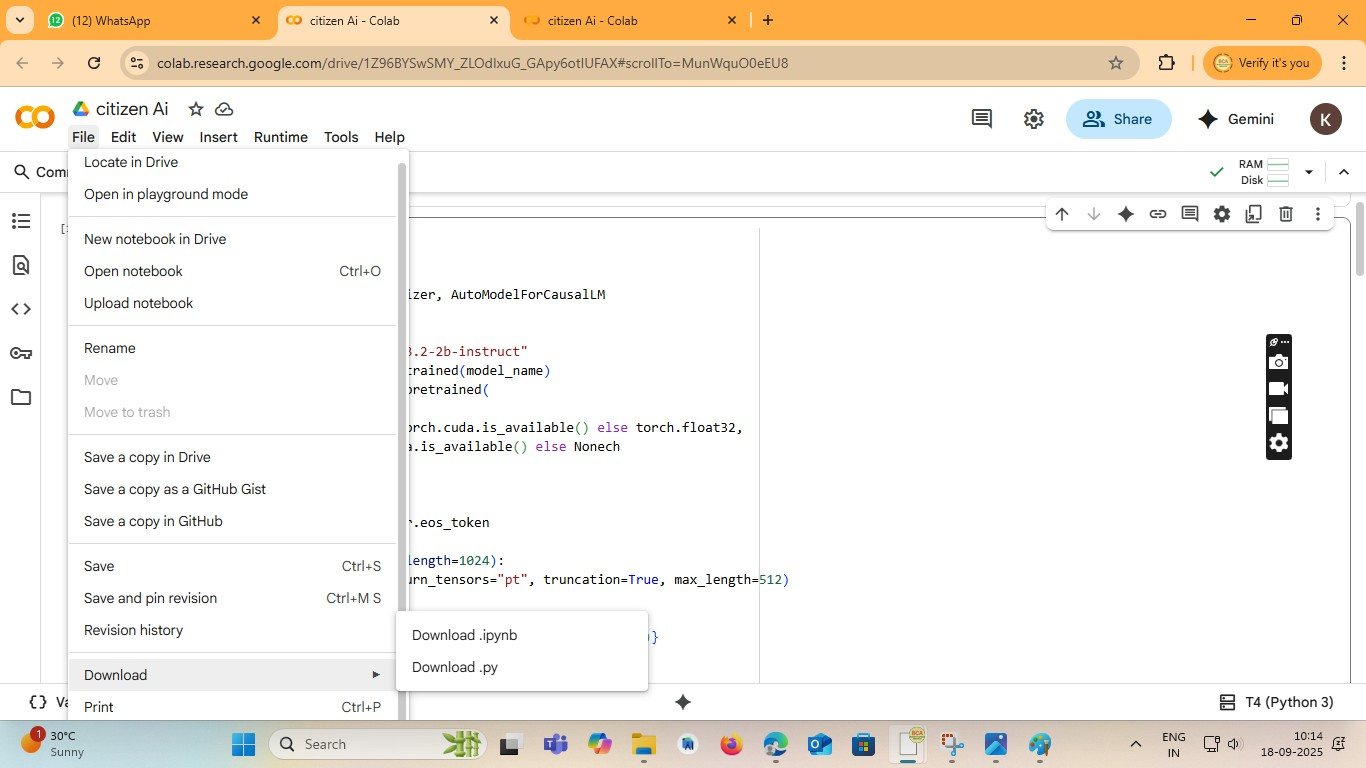 (12) WhatsApp
citizen Ai - Colab
citizen Ai - Colab
colab.research.google.com/drive/1Z96BYSwSMY_ZLOdIxuG_GApy6otIUFAX#scrollTo=MunWquO0eEU8
Verify it's you
citizen Ai
File Edit View Insert Runtime Tools Help
Share
Gemini
K
Com
RAM
Disk
Locate in Drive
Open in playground mode
New notebook in Drive
Open notebook Ctrl+O
Upload notebook
Rename
Move
Move to trash
Save a copy in Drive
Save a copy as a GitHub Gist
Save a copy in GitHub
Save Ctrl+S
Save and pin revision Ctrl+M S
Revision history
Download
Print Ctrl+P
Download .ipynb
Download .py
izer, AutoModelForCausalLM
3.2-2b-instruct"
trained(model_name)
pretrained(
orch.cuda.is_available() else torch.float32,
a.is_available() else Nonech
r.eos_token
length=1024):
urn_tensors="pt", truncation=True, max_length=512)
)}
{} Va
T4 (Python 3)
1
30°C
Sunny
Search
ENG
IN
10:14
18-09-2025